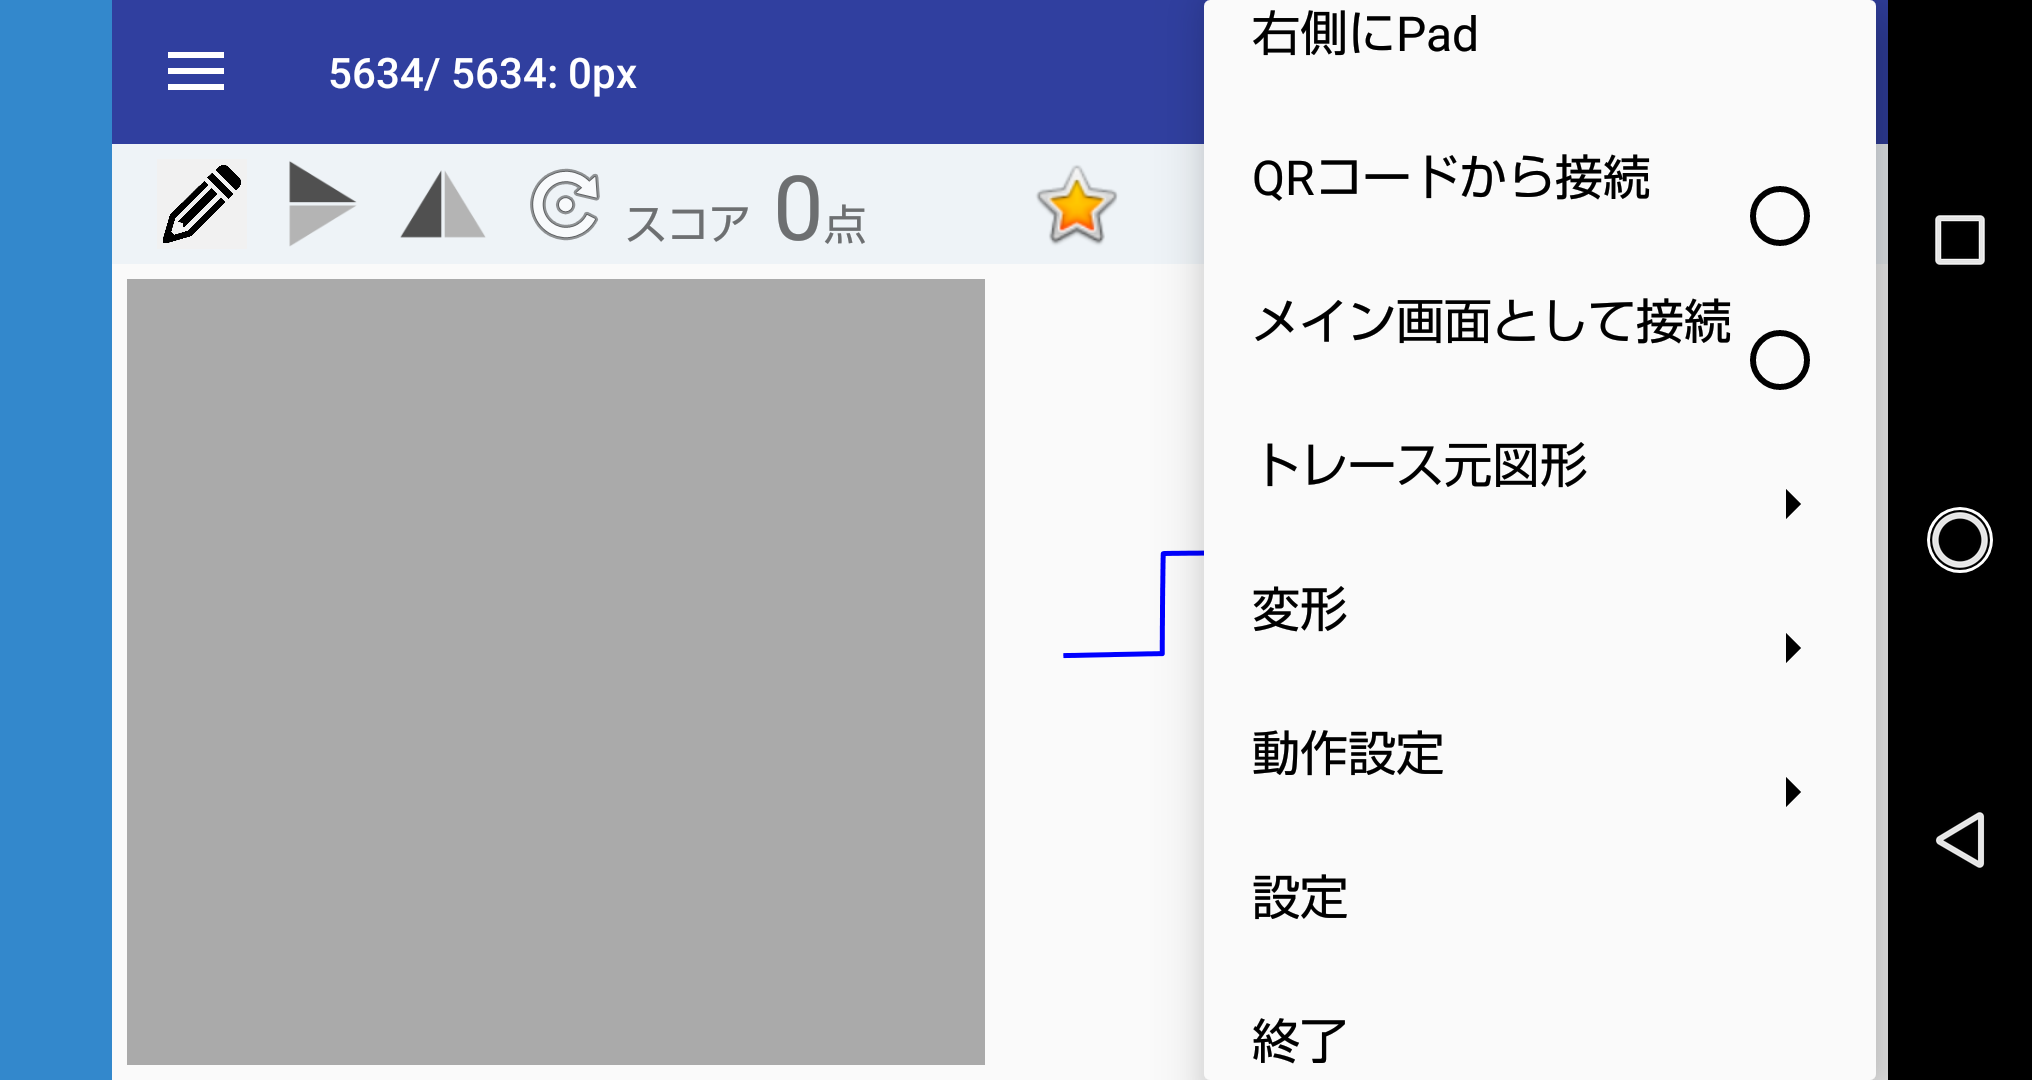 5634/ 5634: 0px
スコア 0点
右側にPad
QRコードから接続
メイン画面として接続
トレース元図形
変形
動作設定
設定
終了